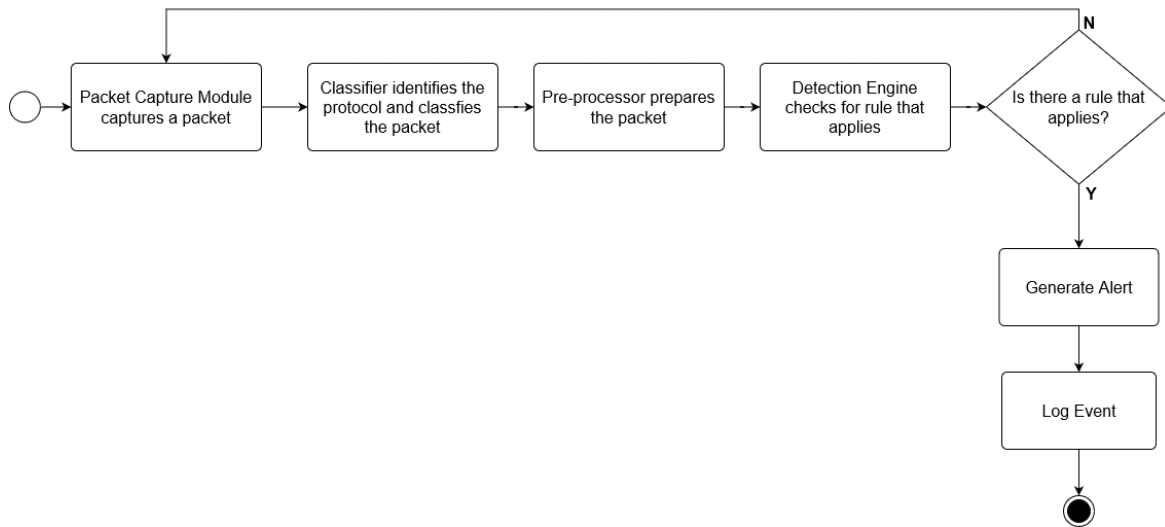 N
Packet Capture Module
captures a packet
Classifier identifies the
protocol and classfies
the packet
Pre-processor prepares
the packet
Detection Engine
checks for rule that
applies
Is there a rule that
applies?
Y
Generate Alert
Log Event